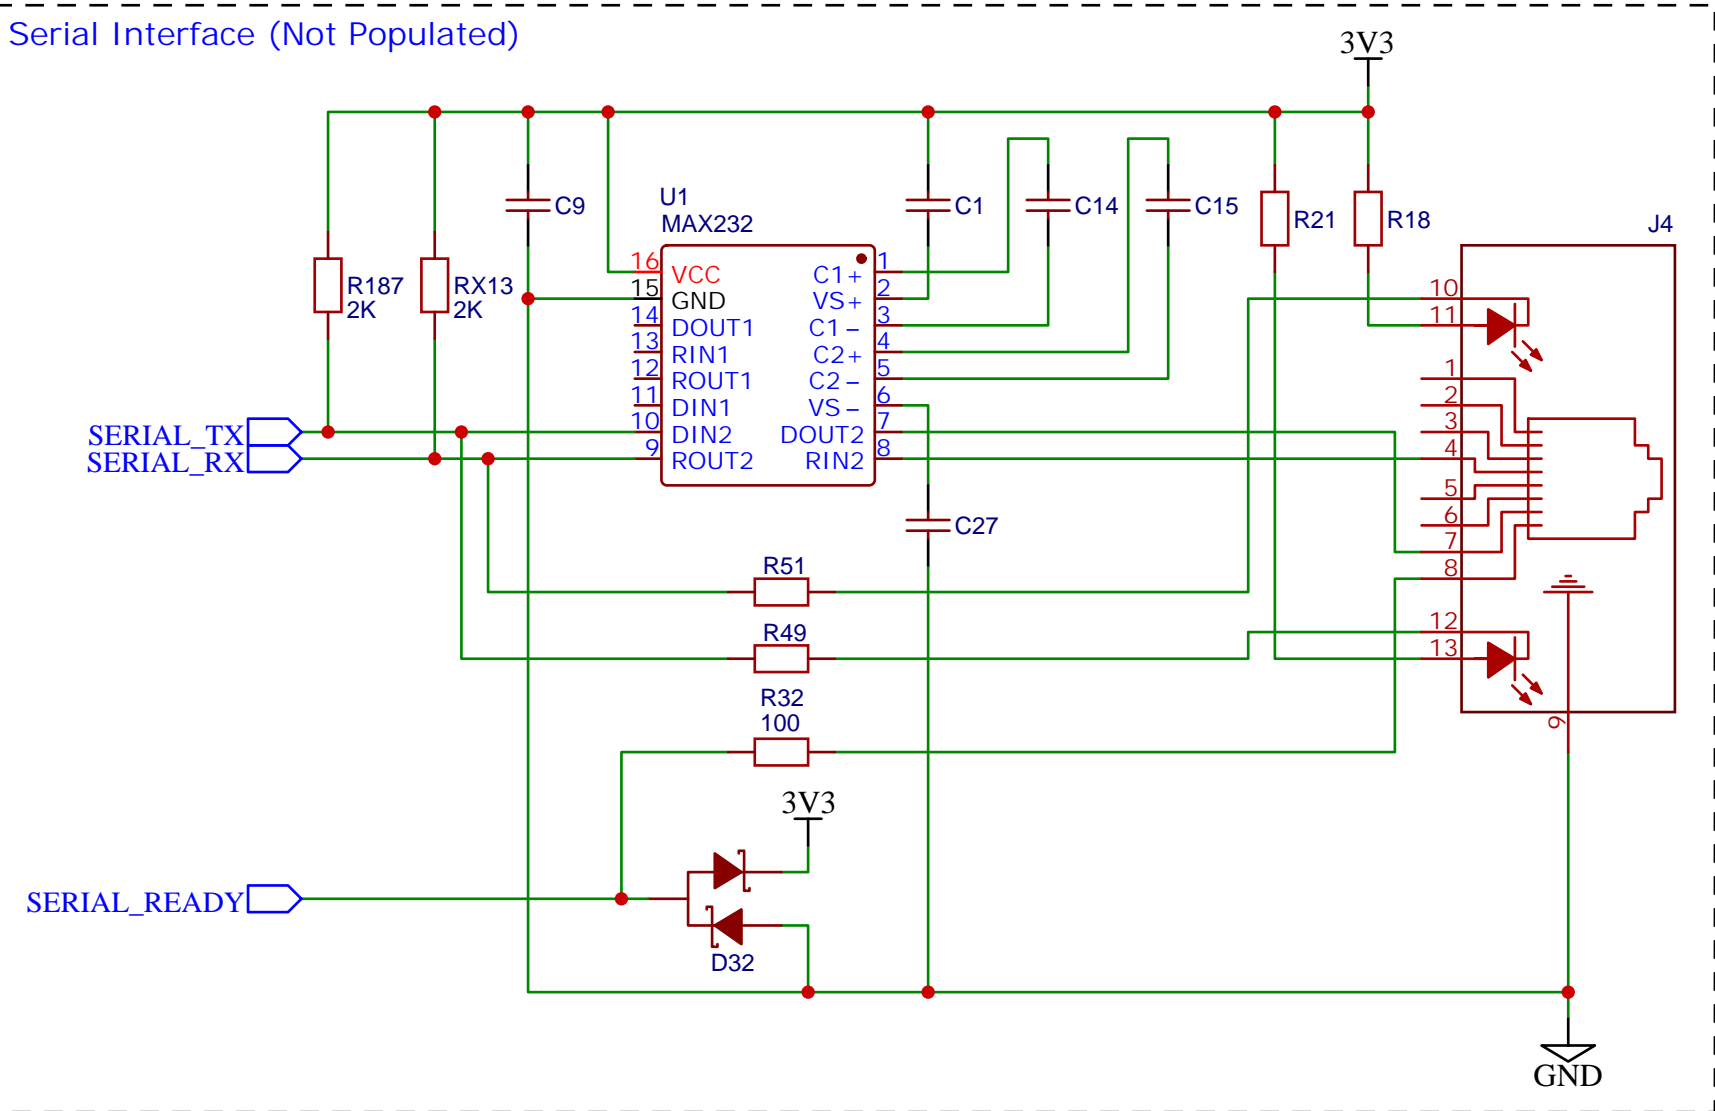 Serial Interface (Not Populated)
3V3
C9
U1
MAX232
C1
C14
C15
R21
R18
J4
R187
2K
RX13
2K
16 VCC
15 GND
14 DOUT1
13 RIN1
12 ROUT1
11 DIN1
10 DIN2
9 ROUT2
C1+ 1
VS+ 2
C1- 3
C2+ 4
C2- 5
VS- 6
DOUT2 7
RIN2 8
10
11
1
2
3
4
5
6
7
8
12
13
9
SERIAL_TX
SERIAL_RX
C27
R51
R49
R32
100
3V3
SERIAL_READY
D32
GND